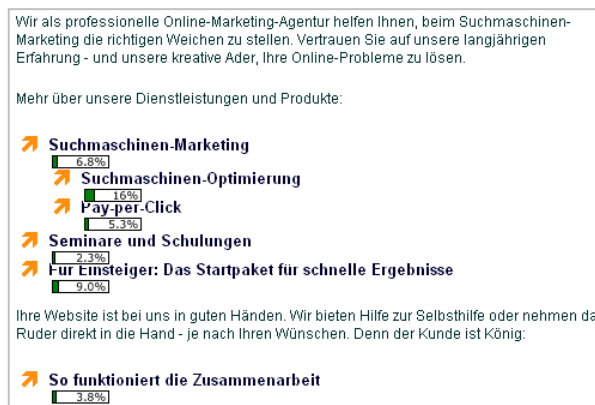 Wir als professionelle Online-Marketing-Agentur helfen Ihnen, beim Suchmaschinen-
Marketing die richtigen Weichen zu stellen. Vertrauen Sie auf unsere langjährigen
Erfahrung - und unsere kreative Ader, Ihre Online-Probleme zu lösen.
Mehr über unsere Dienstleistungen und Produkte:
Suchmaschinen-Marketing
6.8%
Suchmaschinen-Optimierung
16%
Pay-per-Click
5.3%
Seminare und Schulungen
2.3%
Für Einsteiger: Das Startpaket für schnelle Ergebnisse
9.0%
Ihre Website ist bei uns in guten Händen. Wir bieten Hilfe zur Selbsthilfe oder nehmen da
Ruder direkt in die Hand - je nach Ihren Wünschen. Denn der Kunde ist König:
So funktioniert die Zusammenarbeit
3.8%